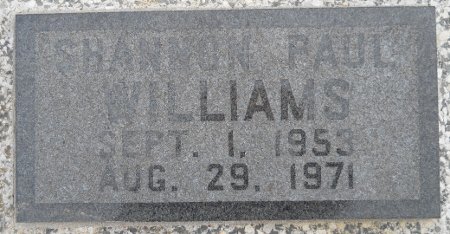 SHANNON PAUL
WILLIAMS
SEPT. 1, 1953
AUG. 29, 1971